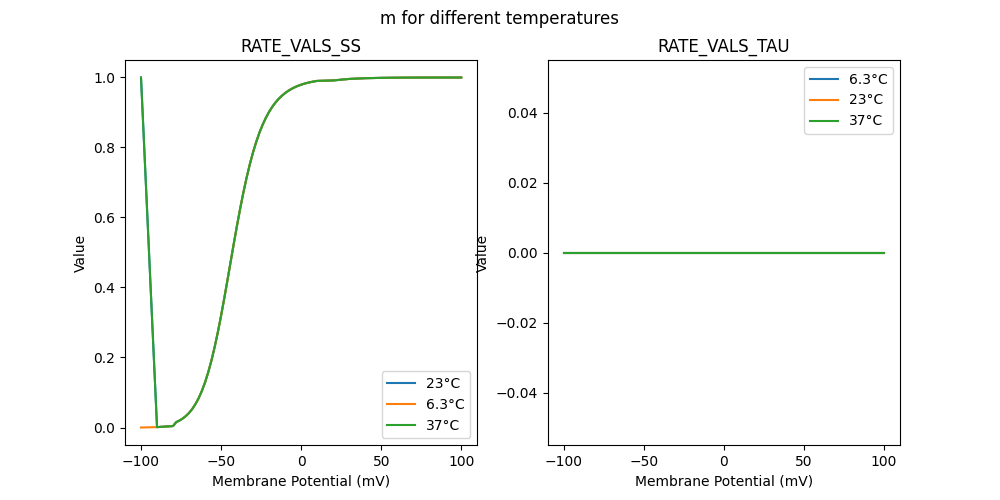 m for different temperatures
RATE_VALS_SS
1.0
0.8
0.6
0.4
0.2
0.0
Value
−100
−50
0
50
100
Membrane Potential (mV)
23°C
6.3°C
37°C
RATE_VALS_TAU
0.04
0.02
0.00
−0.02
−0.04
Value
−100
−50
0
50
100
Membrane Potential (mV)
6.3°C
23°C
37°C